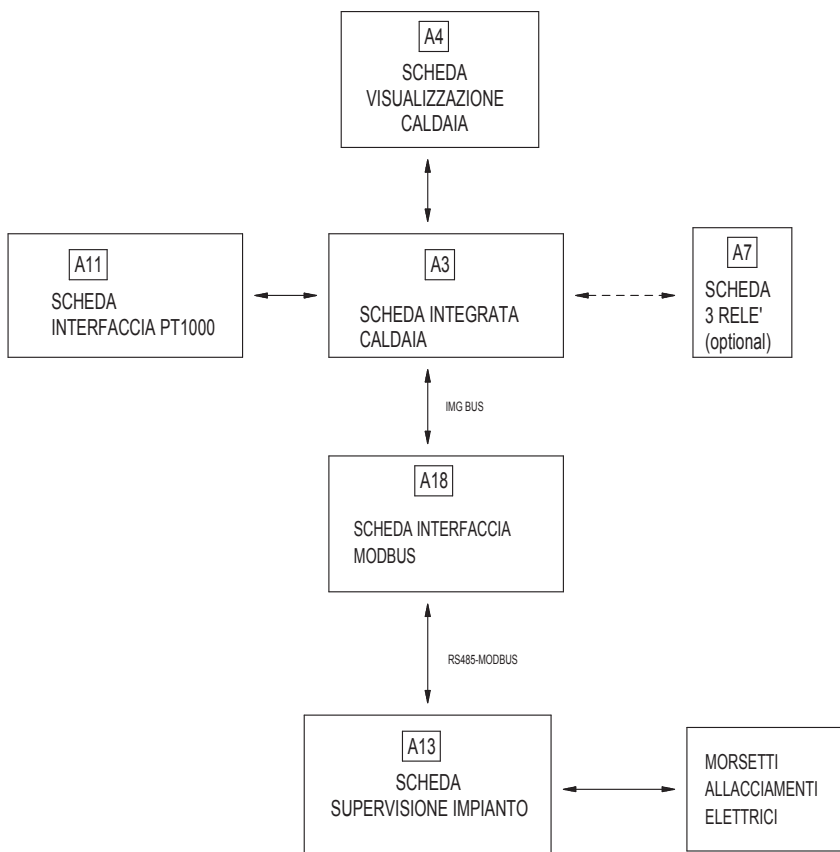 A4
SCHEDA
VISUALIZZAZIONE
CALDAIA
A11
SCHEDA
INTERFACCIA PT1000
A3
SCHEDA INTEGRATA
CALDAIA
A7
SCHEDA
3 RELE'
(optional)
IMG BUS
A18
SCHEDA INTERFACCIA
MODBUS
RS485-MODBUS
A13
SCHEDA
SUPERVISIONE IMPIANTO
MORSETTI
ALLACCIAMENTI
ELETTRICI